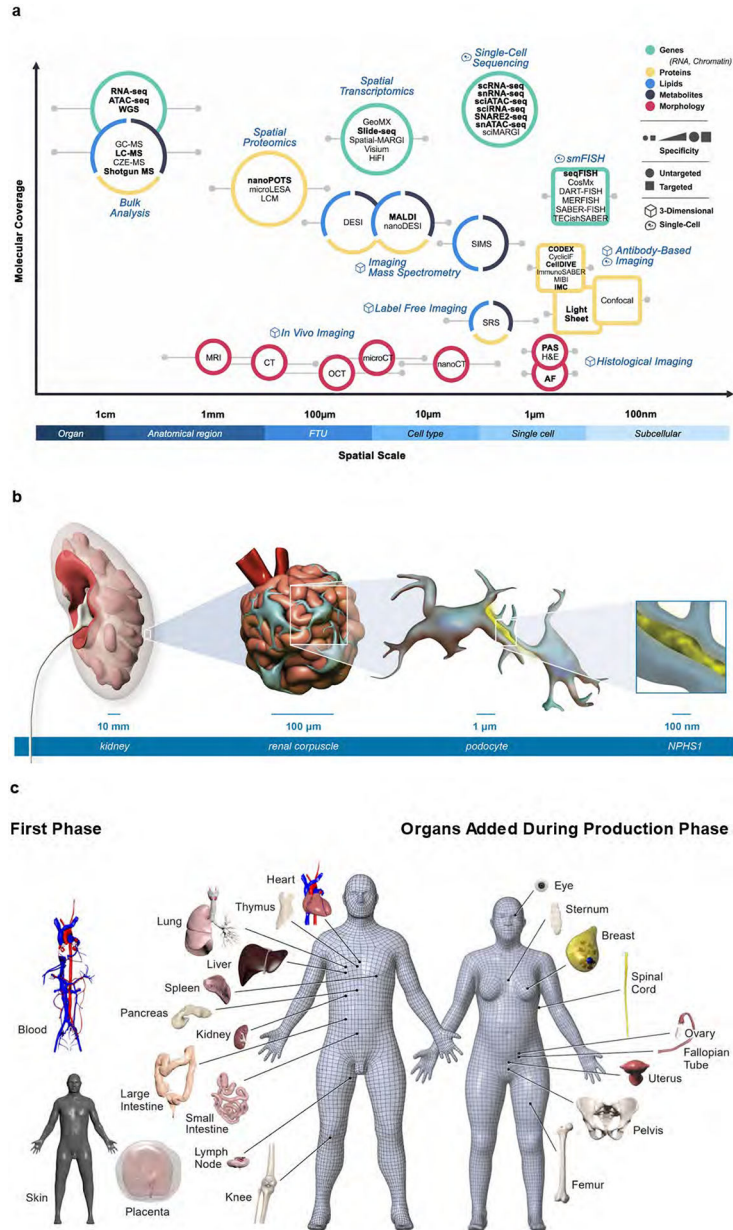 a
Molecular Coverage
RNA-seq
ATAC-seq
WGS
GC-MS
LC-MS
CZE-MS
Shotgun MS
Bulk
Analysis
Spatial
Proteomics
nanoPOTS
microLESA
LCM
Spatial
Transcriptomics
GeoMX
Slide-seq
Spatial-MARGI
Visium
HiFI
Single-Cell
Sequencing
scRNA-seq
snRNA-seq
sciATAC-seq
sciRNA-seq
SNARE2-seq
snATAC-seq
sciMARGI
DESI
MALDI
nanoDESI
Imaging
Mass Spectrometry
SIMS
smFISH
seqFISH
CosMx
DART-FISH
MERFISH
SABER-FISH
TECishSABER
CODEX
CyclicIF
CellDIVE
ImmunoSABER
MIBI
IMC
Antibody-Based
Imaging
Light
Sheet
Confocal
Label Free Imaging
SRS
In Vivo Imaging
MRI
CT
OCT
microCT
nanoCT
PAS
H&E
AF
Histological Imaging
Genes
(RNA, Chromatin)
Proteins
Lipids
Metabolites
Morphology
Specificity
Untargeted
Targeted
3-Dimensional
Single-Cell
1cm 1mm 100µm 10µm 1µm 100nm
Organ Anatomical region FTU Cell type Single cell Subcellular
Spatial Scale
b
10 mm 100 µm 1 µm 100 nm
kidney renal corpuscle podocyte NPHS1
c
First Phase
Organs Added During Production Phase
Blood
Skin
Placenta
Heart
Thymus
Lung
Liver
Spleen
Pancreas
Kidney
Large
Intestine
Small
Intestine
Lymph
Node
Knee
Eye
Sternum
Breast
Spinal
Cord
Ovary
Fallopian
Tube
Uterus
Pelvis
Femur